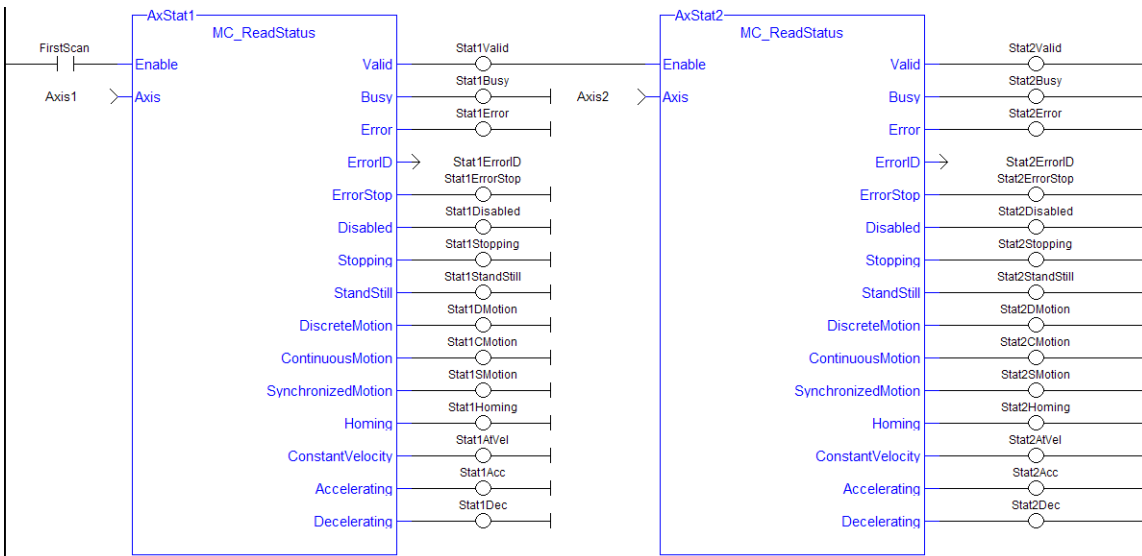 AxStat1
MC_ReadStatus
FirstScan
Enable
Valid
Stat1Valid
Axis1
Axis
Busy
Stat1Busy
Error
Stat1Error
ErrorID
Stat1ErrorID
ErrorStop
Stat1ErrorStop
Disabled
Stat1Disabled
Stopping
Stat1Stopping
StandStill
Stat1StandStill
DiscreteMotion
Stat1DMotion
ContinuousMotion
Stat1CMotion
SynchronizedMotion
Stat1SMotion
Homing
Stat1Homing
ConstantVelocity
Stat1AtVel
Accelerating
Stat1Acc
Decelerating
Stat1Dec
AxStat2
MC_ReadStatus
Enable
Valid
Stat2Valid
Axis2
Axis
Busy
Stat2Busy
Error
Stat2Error
ErrorID
Stat2ErrorID
ErrorStop
Stat2ErrorStop
Disabled
Stat2Disabled
Stopping
Stat2Stopping
StandStill
Stat2StandStill
DiscreteMotion
Stat2DMotion
ContinuousMotion
Stat2CMotion
SynchronizedMotion
Stat2SMotion
Homing
Stat2Homing
ConstantVelocity
Stat2AtVel
Accelerating
Stat2Acc
Decelerating
Stat2Dec